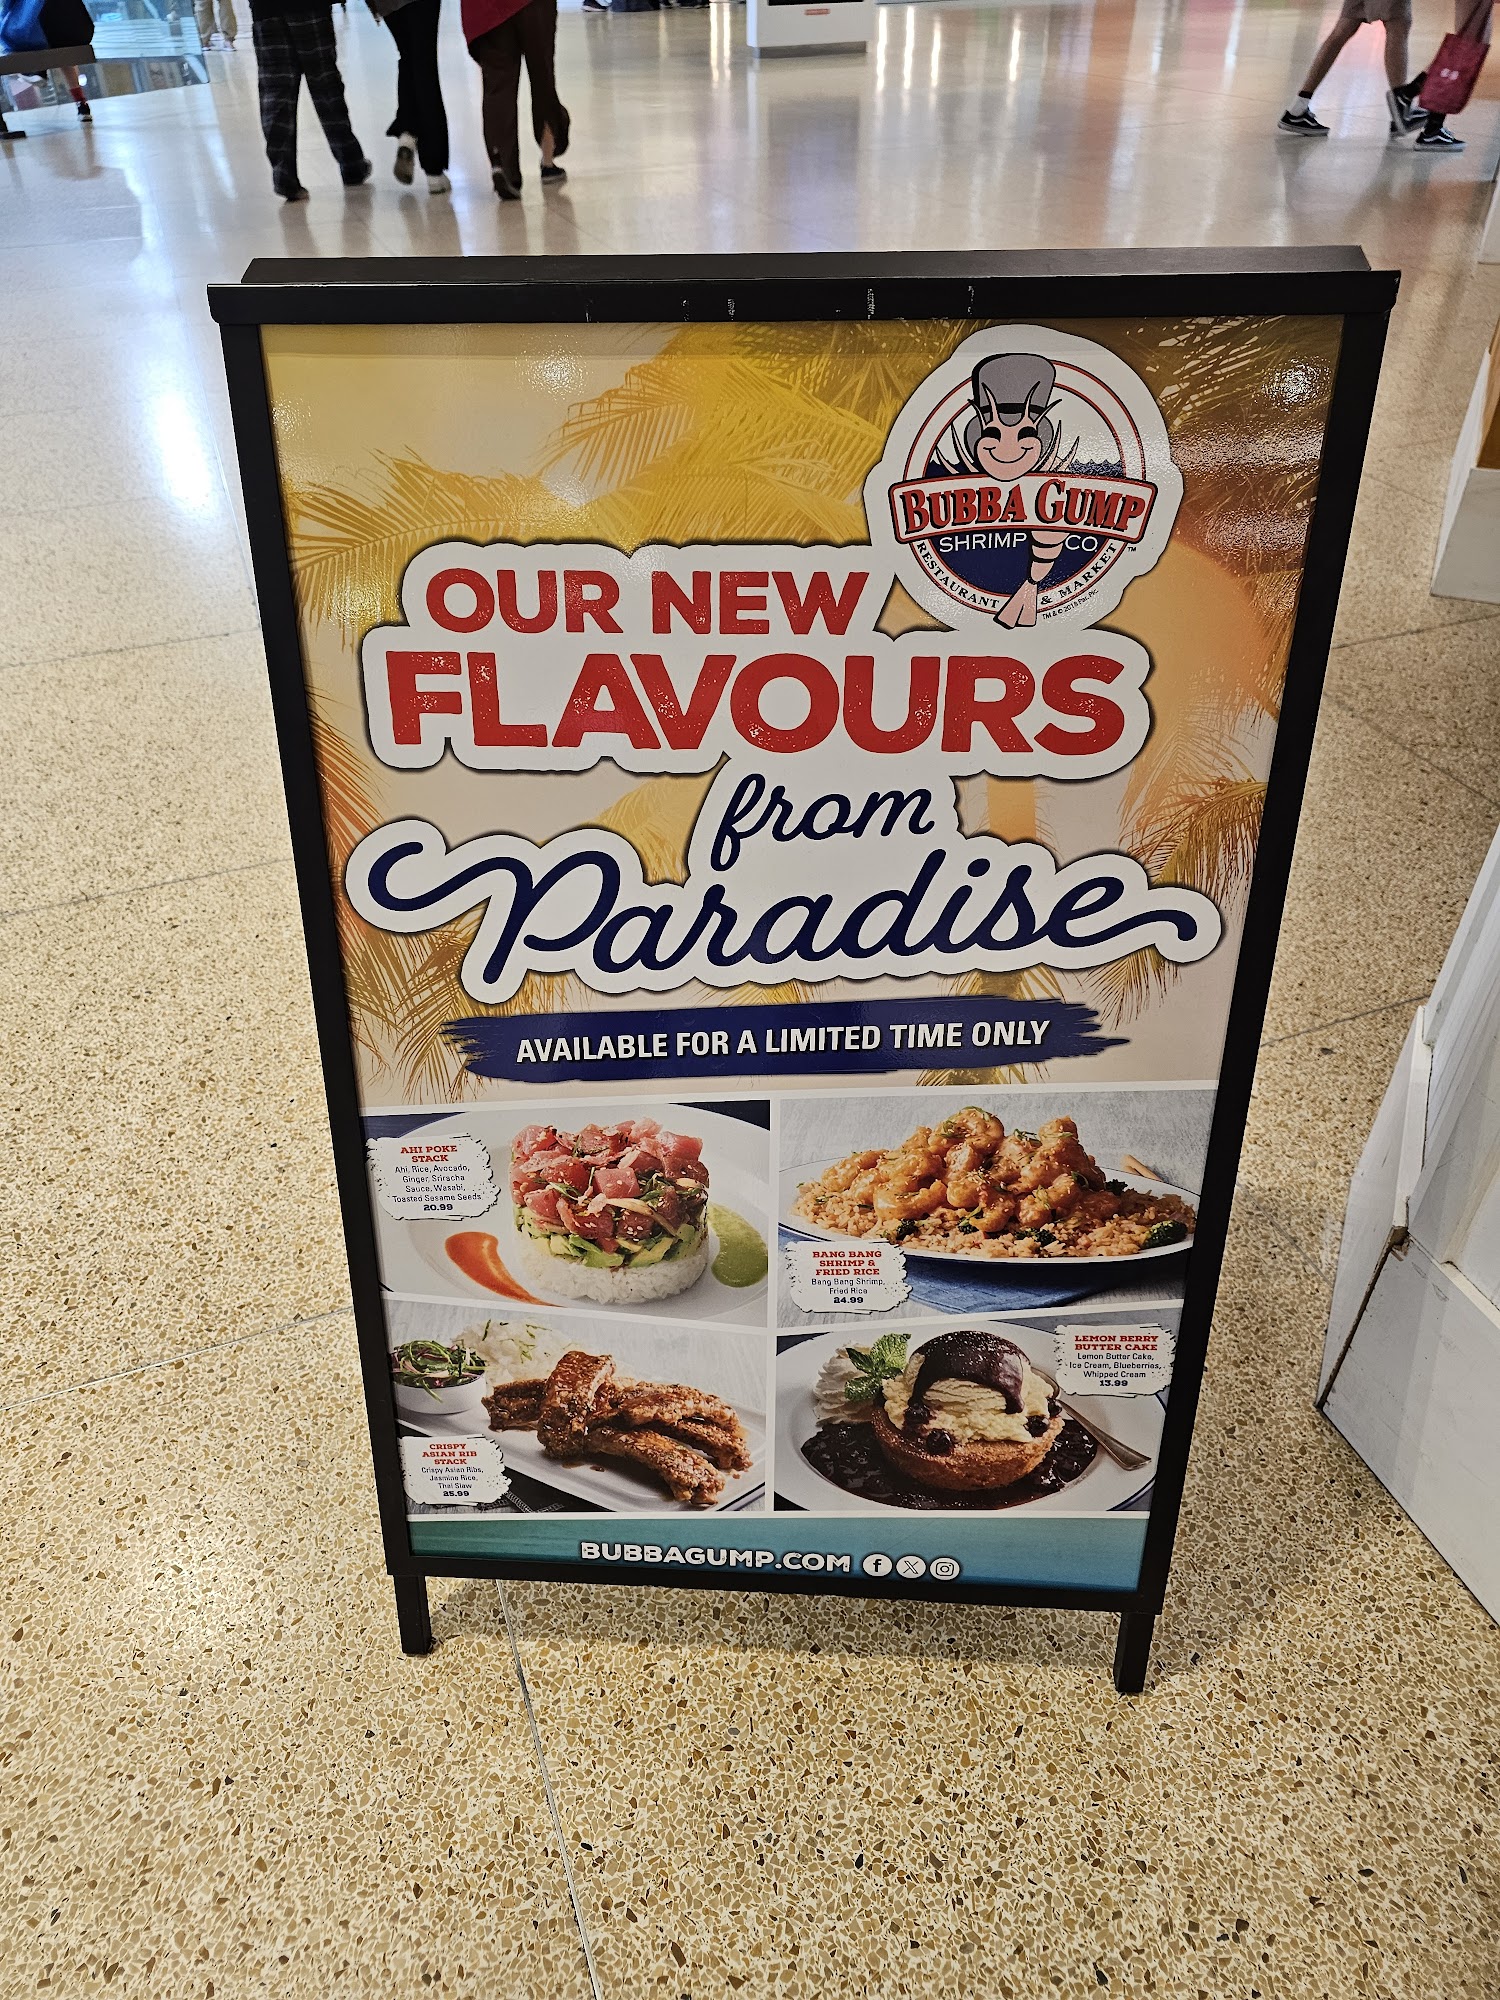 BUBBA GUMP
SHRIMP CO
RESTAURANT & MARKET
OUR NEW
FLAVOURS
from
Paradise
AVAILABLE FOR A LIMITED TIME ONLY
AHI POKE
STACK
Ahi, Rice, Avocado,
Ginger, Sriracha
Sauce, Wasabi,
Toasted Sesame Seeds
20.99
BANG BANG
SHRIMP &
FRIED RICE
Bang Bang Shrimp,
Fried Rice
24.99
CRISPY
ASIAN RIB
STACK
Crispy Asian Ribs,
Jasmine Rice,
Thai Slaw
25.99
LEMON BERRY
BUTTER CAKE
Lemon Butter Cake,
Ice Cream, Blueberries,
Whipped Cream
13.99
BUBBAGUMP.COM